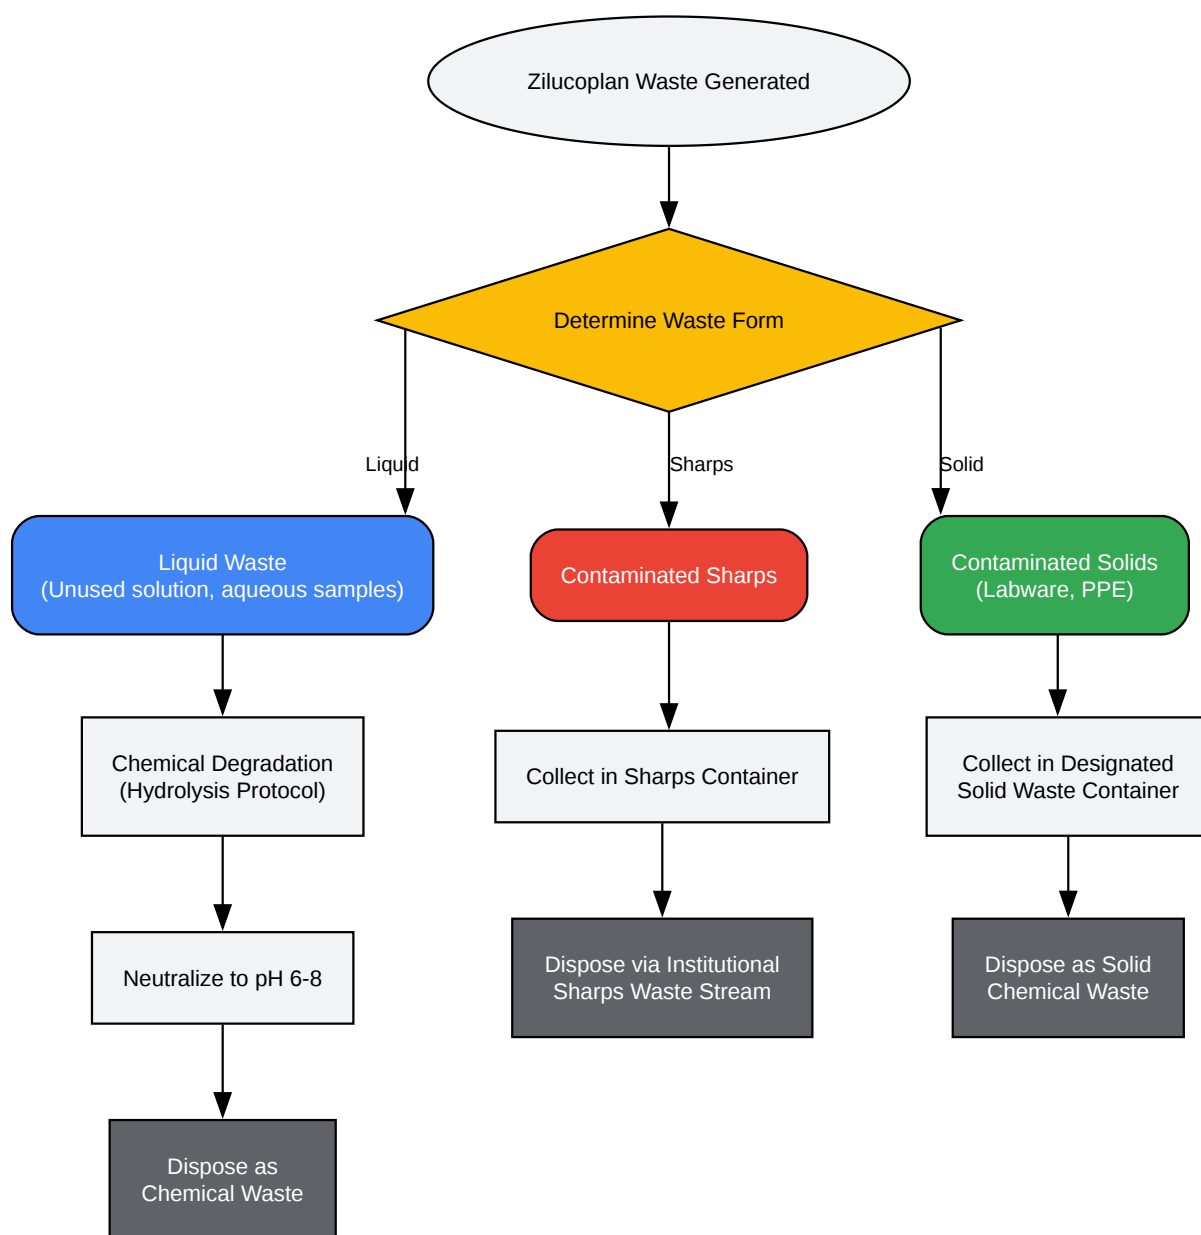 Zilucoplan Waste Generated
Determine Waste Form
Liquid
Sharps
Solid
Liquid Waste
(Unused solution, aqueous samples)
Contaminated Sharps
Contaminated Solids
(Labware, PPE)
Chemical Degradation
(Hydrolysis Protocol)
Collect in Sharps Container
Collect in Designated
Solid Waste Container
Neutralize to pH 6-8
Dispose via Institutional
Sharps Waste Stream
Dispose as Solid
Chemical Waste
Dispose as
Chemical Waste